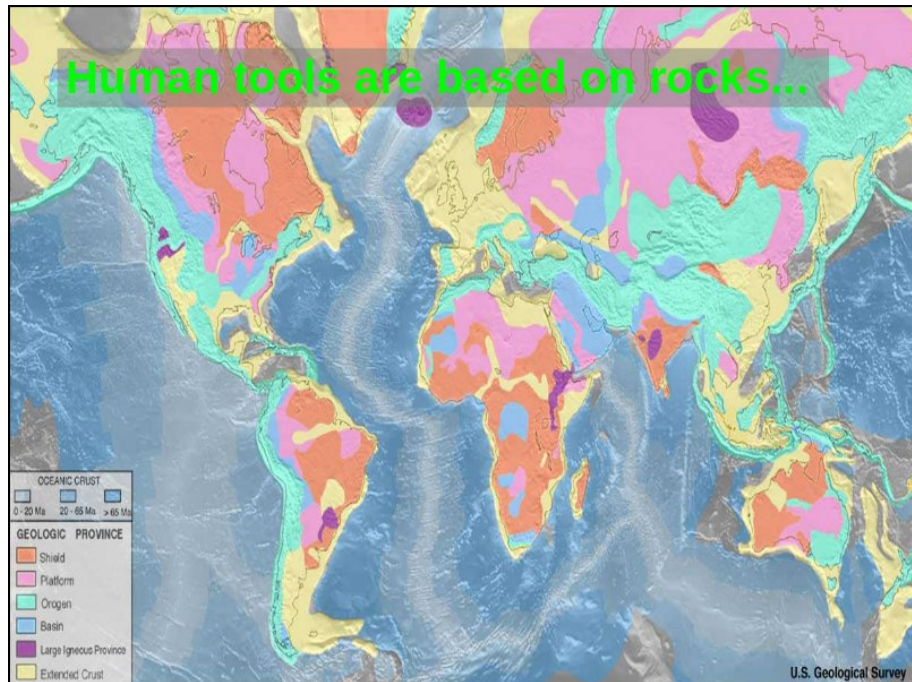 Human tools are based on rocks...
OCEANIC CRUST
0 - 20 Ma 20 - 65 Ma > 65 Ma
GEOLOGIC PROVINCE
Shield
Platform
Orogen
Basin
Large Igneous Province
Extended Crust
U.S. Geological Survey